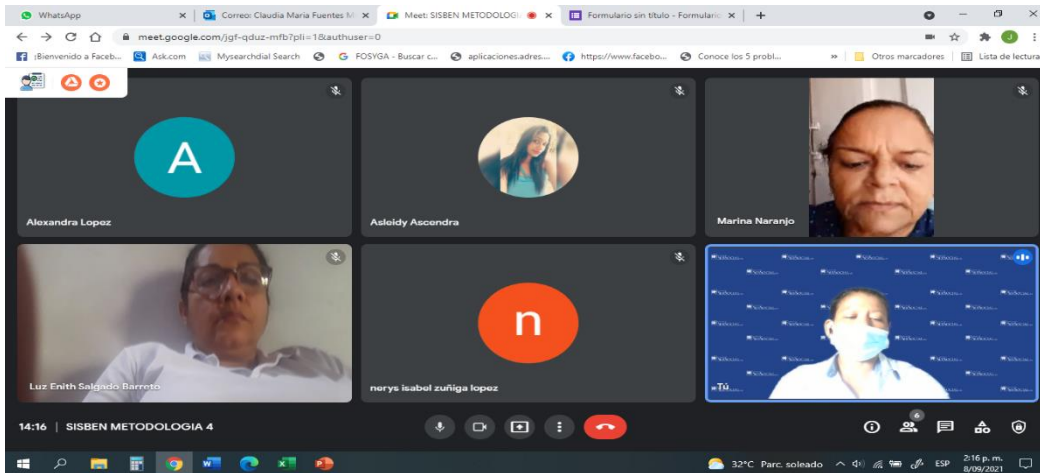 WhatsApp
Correo: Claudia Maria Fuentes M
Meet: SISBEN METODOLOGI
Formulario sin título - Formulario
meet.google.com/jgf-qduz-mfb?pli=1&authuser=0
¡Bienvenido a Faceb...
Ask.com
Mysearchdial Search
FOSYGA - Buscar c...
aplicaciones.adres....
https://www.facebo...
Conoce los 5 probl...
»
Otros marcadores
Lista de lectura
A
Alexandra Lopez
Asleidy Ascendra
Marina Naranjo
Luz Enith Salgado Barreto
n
nerys isabel zuñiga lopez
Tú
14:16 | SISBEN METODOLOGIA 4
6
32°C Parc. soleado
ESP
2:16 p. m.
8/09/2021